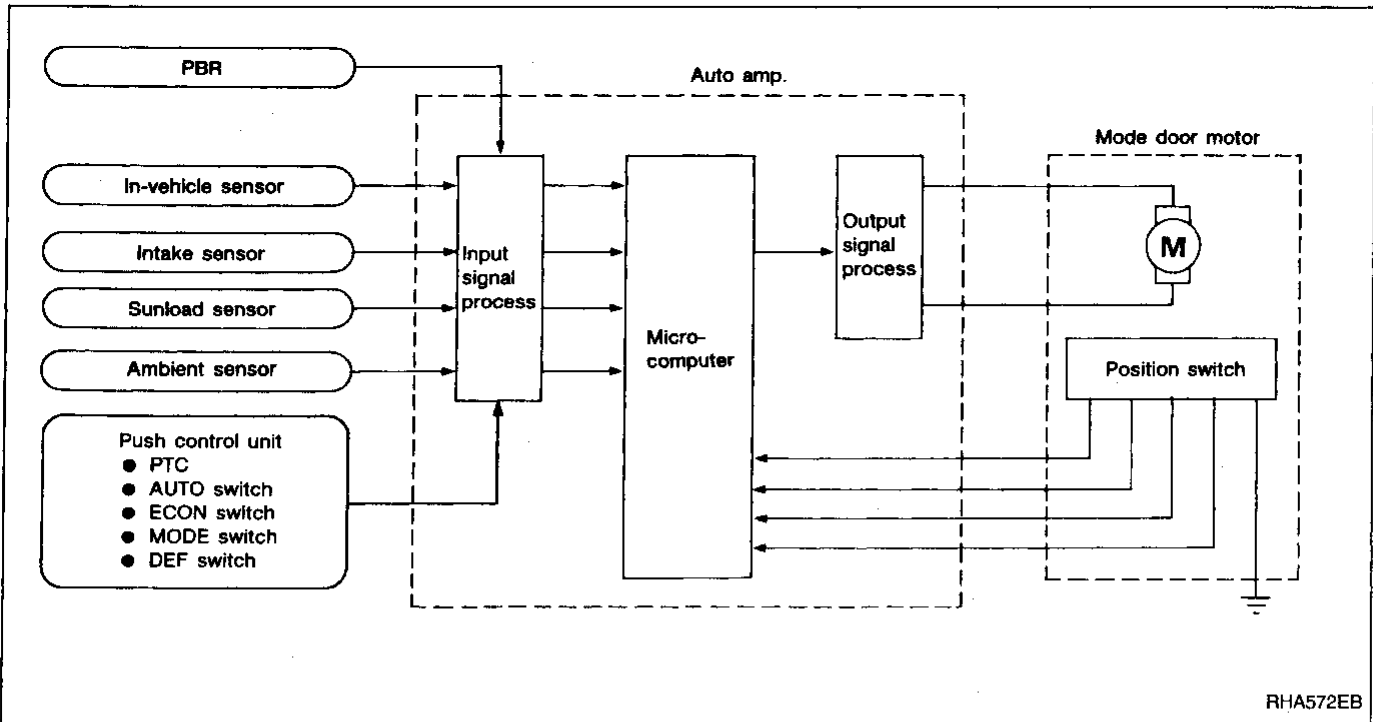 PBR
Auto amp.
Mode door motor
In-vehicle sensor
Intake sensor
Sunload sensor
Ambient sensor
Input
signal
process
Micro-
computer
Output
signal
process
M
Position switch
Push control unit
● PTC
● AUTO switch
● ECON switch
● MODE switch
● DEF switch
RHA572EB